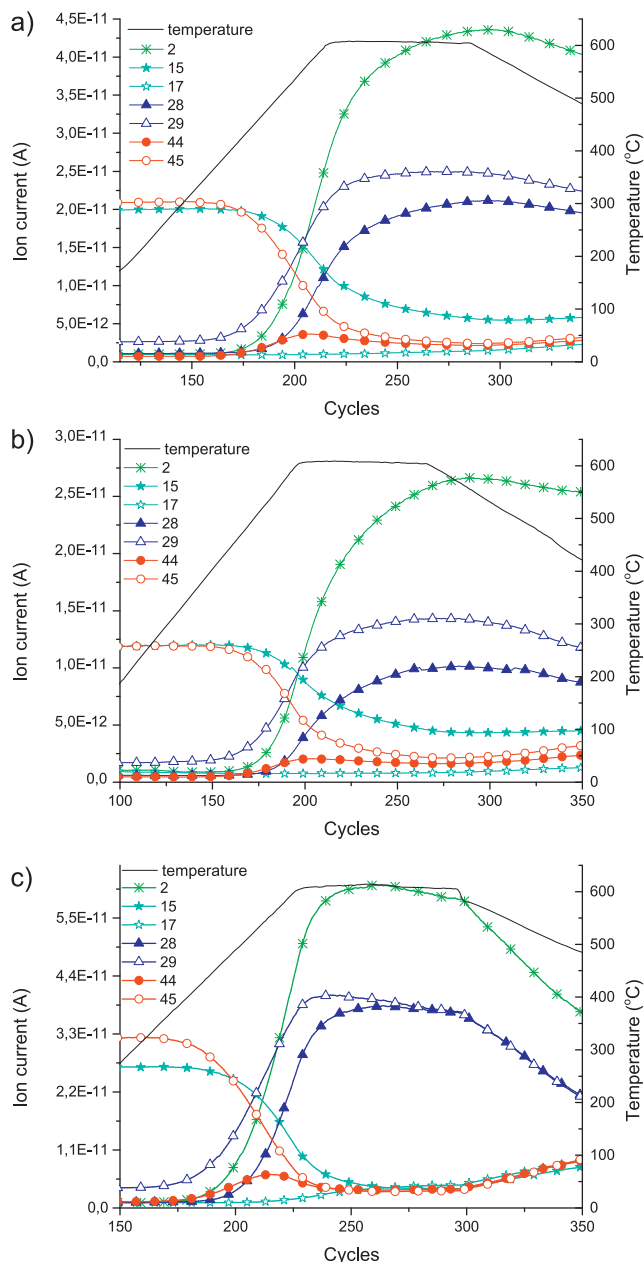 a)
temperature
2
15
17
28
29
44
45
4,5E-11
4,0E-11
3,5E-11
3,0E-11
2,5E-11
2,0E-11
1,5E-11
1,0E-11
5,0E-12
0,0
Ion current (A)
600
500
400
300
200
100
0
Temperature (°C)
150 200 250 300
Cycles
b)
temperature
2
15
17
28
29
44
45
3,0E-11
2,5E-11
2,0E-11
1,5E-11
1,0E-11
5,0E-12
0,0
Ion current (A)
600
500
400
300
200
100
0
Temperature (°C)
100 150 200 250 300 350
Cycles
c)
temperature
2
15
17
28
29
44
45
5,5E-11
4,4E-11
3,3E-11
2,2E-11
1,1E-11
0,0
Ion current (A)
600
500
400
300
200
100
0
Temperature (°C)
150 200 250 300 350
Cycles